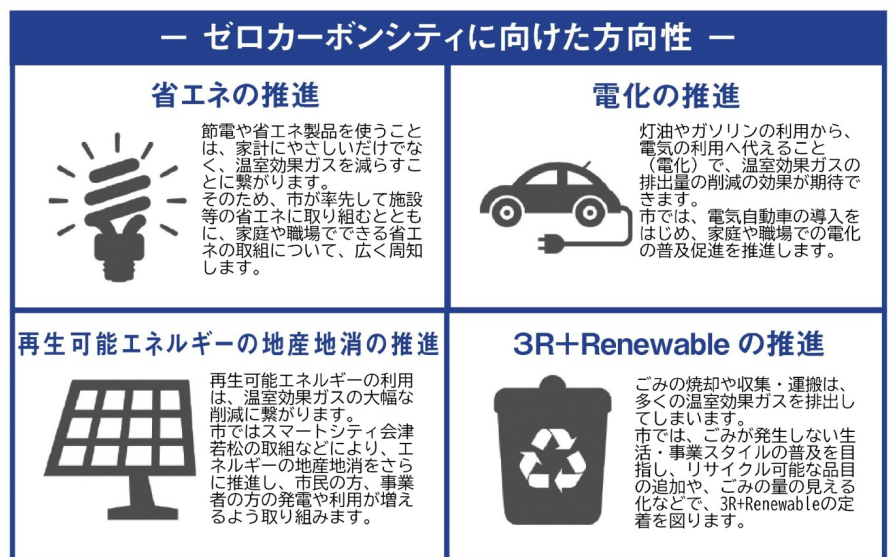 － ゼロカーボンシティに向けた方向性 －
省エネの推進
節電や省エネ製品を使うこと
は、家計にやさしいだけでな
く、温室効果ガスを減らすこ
とに繋がります。
そのため、市が率先して施設
等の省エネに取り組むととも
に、家庭や職場でできる省エ
ネの取組について、広く周知
します。
電化の推進
灯油やガソリンの利用から、
電気の利用へ代えること
（電化）で、温室効果ガスの
排出量の削減の効果が期待で
きます。
市では、電気自動車の導入を
はじめ、家庭や職場での電化
の普及促進を推進します。
再生可能エネルギーの地産地消の推進
再生可能エネルギーの利用
は、温室効果ガスの大幅な
削減に繋がります。
市ではスマートシティ会津
若松の取組などにより、エ
ネルギーの地産地消をさら
に推進し、市民の方、事業
者の方の発電や利用が増え
るよう取り組みます。
3R＋Renewable の推進
ごみの焼却や収集・運搬は、
多くの温室効果ガスを排出し
てしまいます。
市では、ごみが発生しない生
活・事業スタイルの普及を目
指し、リサイクル可能な品目
の追加や、ごみの量の見える
化などで、3R+Renewableの定
着を図ります。